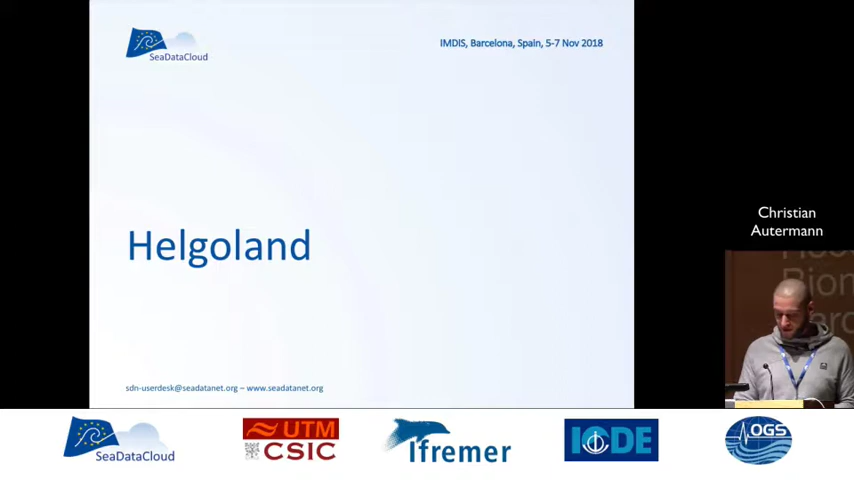 SeaDataCloud
IMDIS, Barcelona, Spain, 5-7 Nov 2018
Helgoland
sdn-userdesk@seadatanet.org – www.seadatanet.org
Christian
Autermann
SeaDataCloud
UTM
CSIC
Ifremer
IODE
OGS